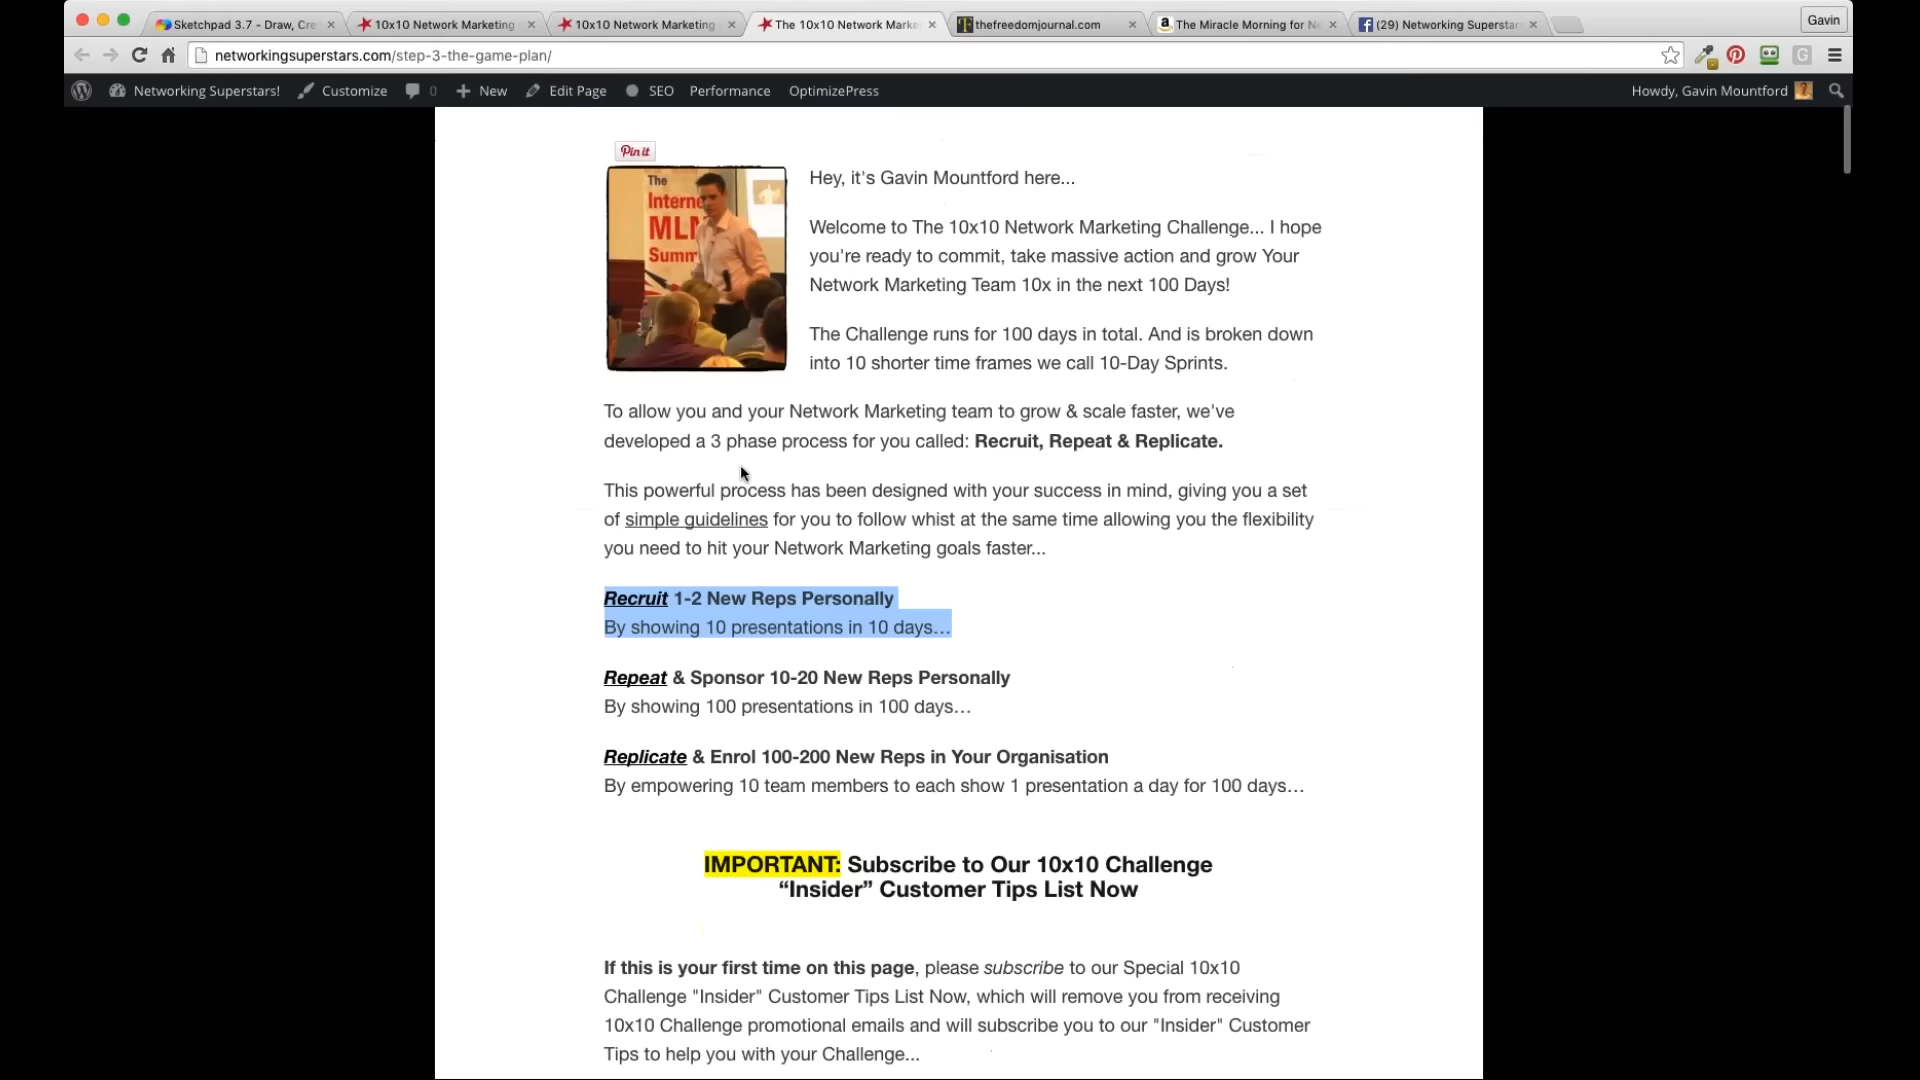 Sketchpad 3.7 - Draw, Cre
10x10 Network Marketing
10x10 Network Marketing
The 10x10 Network Marke
thefreedomjournal.com
The Miracle Morning for Ne
(29) Networking Superstar
Gavin
networkingsuperstars.com/step-3-the-game-plan/
Networking Superstars!
Customize
0
New
Edit Page
SEO
Performance
OptimizePress
Howdy, Gavin Mountford
Pin it
The
Interne
MLM
Summ
Hey, it's Gavin Mountford here...
Welcome to The 10x10 Network Marketing Challenge... I hope
you're ready to commit, take massive action and grow Your
Network Marketing Team 10x in the next 100 Days!
The Challenge runs for 100 days in total. And is broken down
into 10 shorter time frames we call 10-Day Sprints.
To allow you and your Network Marketing team to grow & scale faster, we've
developed a 3 phase process for you called: Recruit, Repeat & Replicate.
This powerful process has been designed with your success in mind, giving you a set
of simple guidelines for you to follow whist at the same time allowing you the flexibility
you need to hit your Network Marketing goals faster...
Recruit 1-2 New Reps Personally
By showing 10 presentations in 10 days…
Repeat & Sponsor 10-20 New Reps Personally
By showing 100 presentations in 100 days…
Replicate & Enrol 100-200 New Reps in Your Organisation
By empowering 10 team members to each show 1 presentation a day for 100 days…
IMPORTANT: Subscribe to Our 10x10 Challenge
“Insider” Customer Tips List Now
If this is your first time on this page, please subscribe to our Special 10x10
Challenge "Insider" Customer Tips List Now, which will remove you from receiving
10x10 Challenge promotional emails and will subscribe you to our "Insider" Customer
Tips to help you with your Challenge...